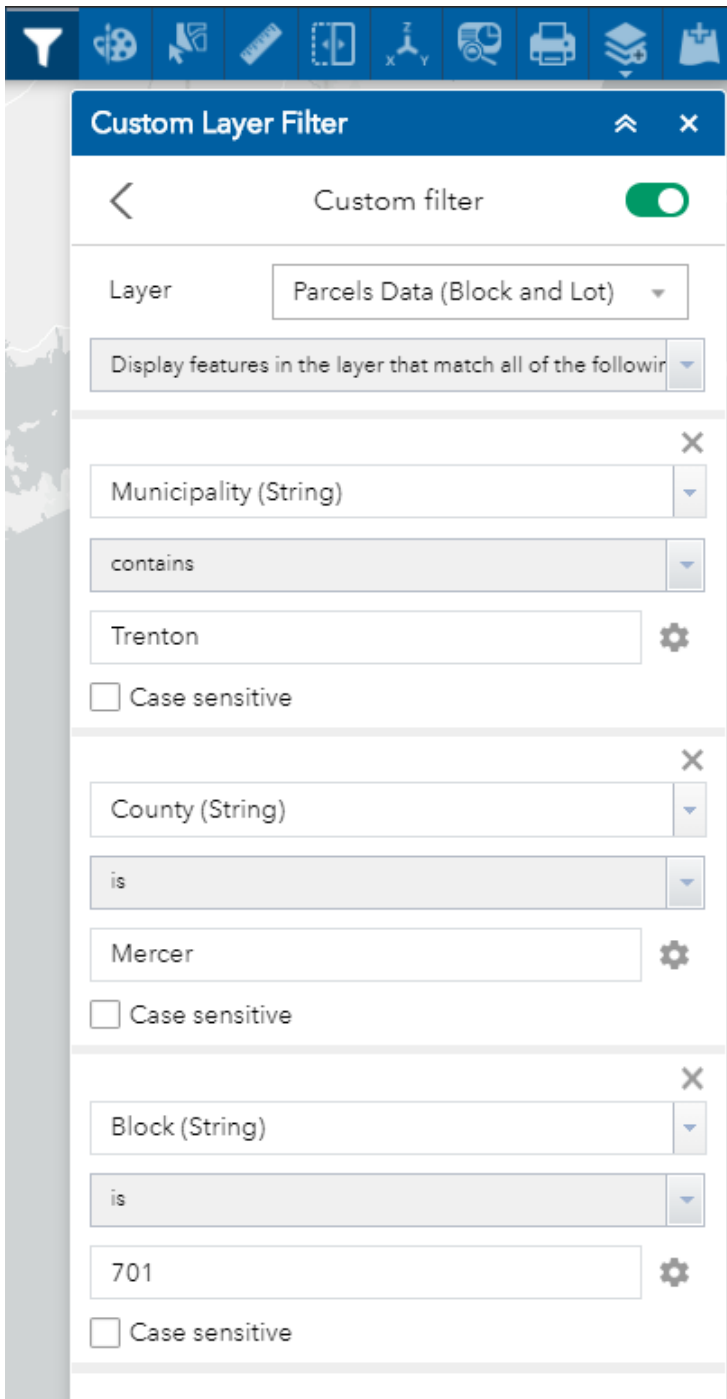 Z
X Y
Custom Layer Filter
Custom filter
Layer
Parcels Data (Block and Lot)
Display features in the layer that match all of the followin
Municipality (String)
contains
Trenton
Case sensitive
County (String)
is
Mercer
Case sensitive
Block (String)
is
701
Case sensitive